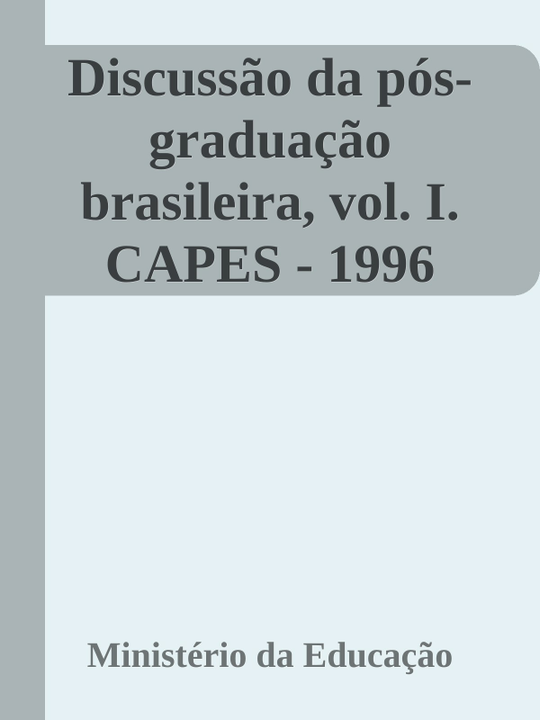 Discussão da pós-
graduação
brasileira, vol. I.
CAPES - 1996
Ministério da Educação